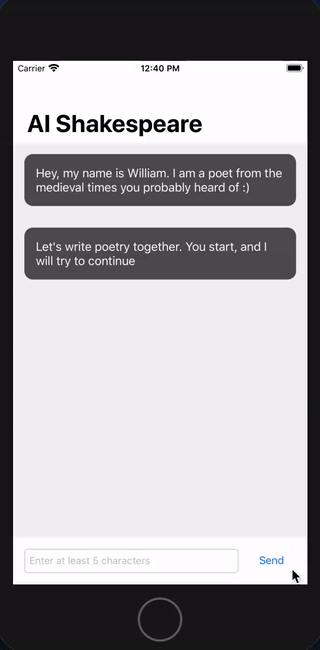 Carrier 12:40 PM
AI Shakespeare
Hey, my name is William. I am a poet from the
medieval times you probably heard of :)
Let's write poetry together. You start, and I
will try to continue
Enter at least 5 characters Send